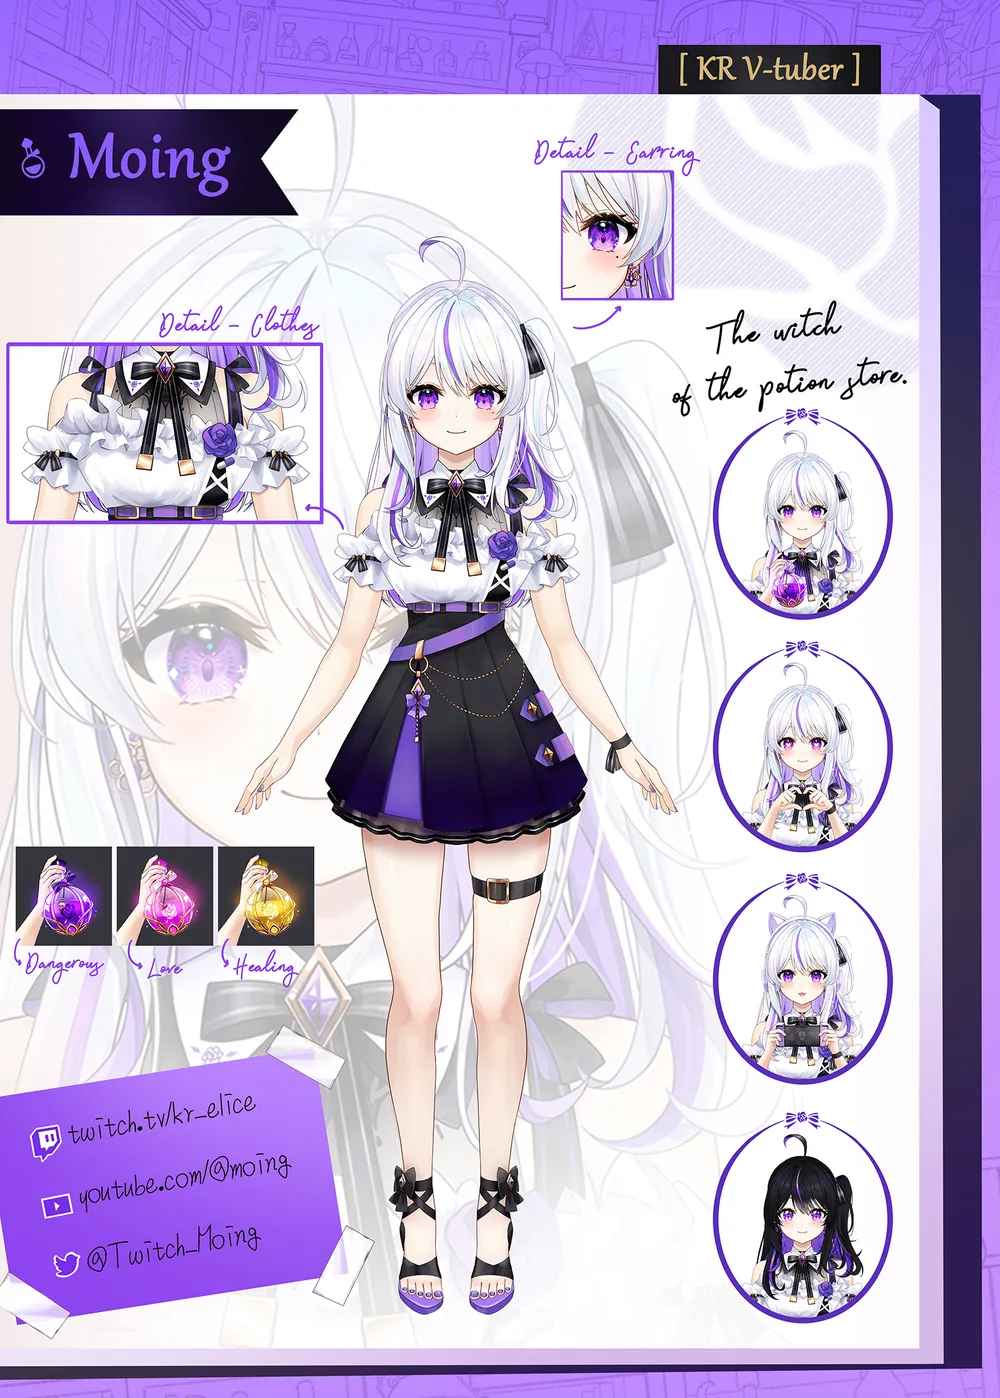 [ KR V-tuber ]
Moing
Detail - Earring
Detail - Clothes
The witch
of the potion store.
Dangerous
Love
Healing
twitch.tv/kr_elice
youtube.com/@moing
@Twitch_Moing